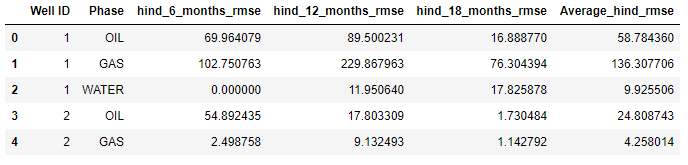 Well ID Phase hind_6_months_rmse hind_12_months_rmse hind_18_months_rmse Average_hind_rmse
0 1 OIL 69.964079 89.500231 16.888770 58.784360
1 1 GAS 102.750763 229.867963 76.304394 136.307706
2 1 WATER 0.000000 11.950640 17.825878 9.925506
3 2 OIL 54.892435 17.803309 1.730484 24.808743
4 2 GAS 2.498758 9.132493 1.142792 4.258014